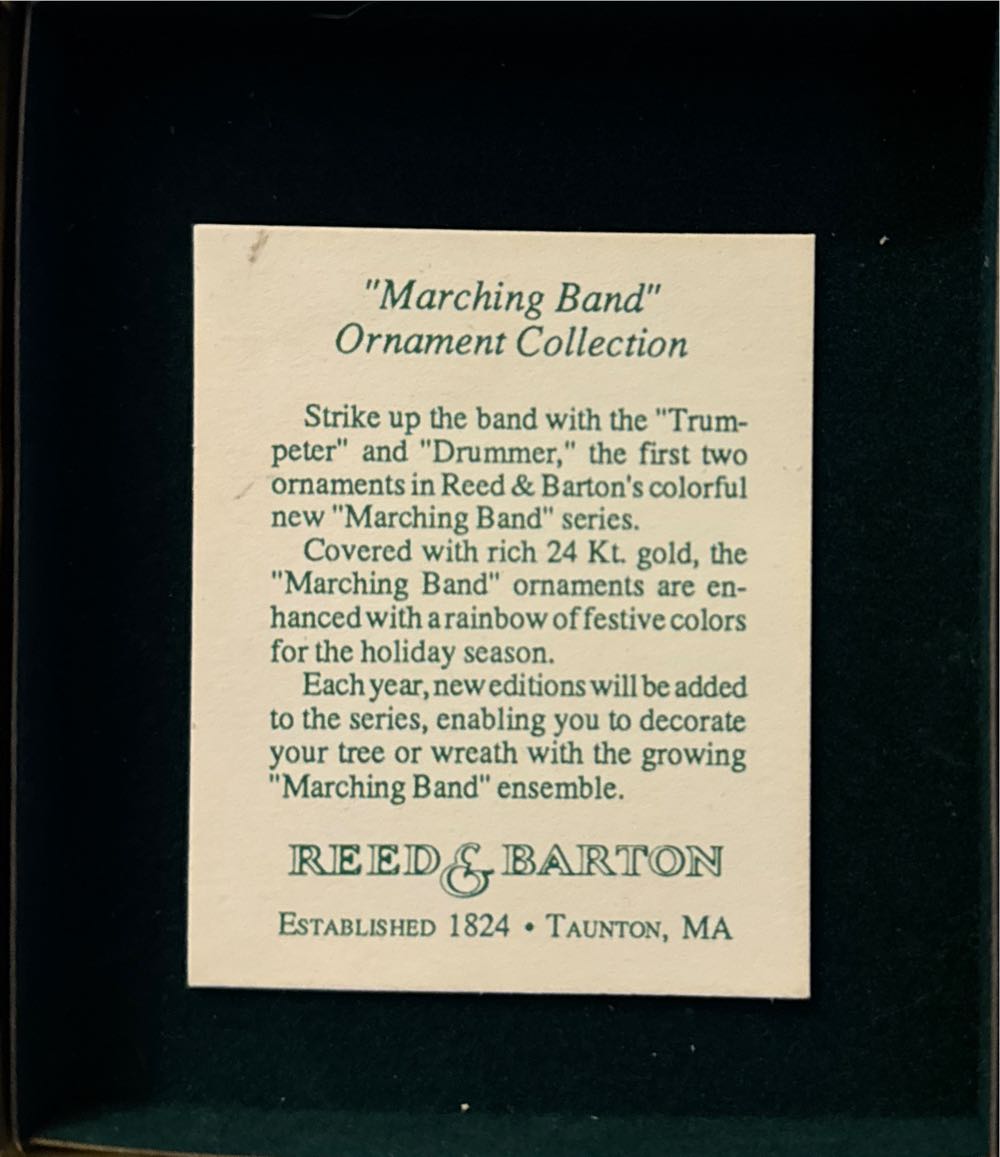 "Marching Band"
Ornament Collection
Strike up the band with the "Trum-
peter" and "Drummer," the first two
ornaments in Reed & Barton's colorful
new "Marching Band" series.
Covered with rich 24 Kt. gold, the
"Marching Band" ornaments are en-
hanced with a rainbow of festive colors
for the holiday season.
Each year, new editions will be added
to the series, enabling you to decorate
your tree or wreath with the growing
"Marching Band" ensemble.
REED & BARTON
ESTABLISHED 1824 • TAUNTON, MA